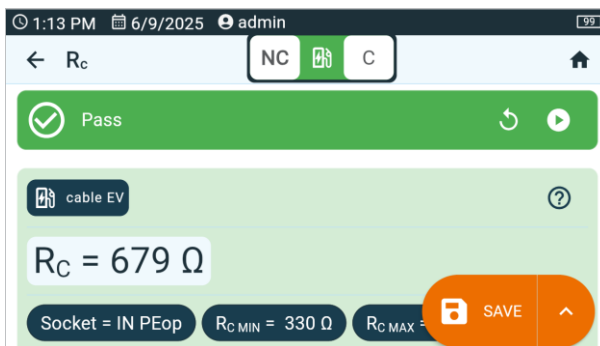 1:13 PM 6/9/2025 admin 99
Rc NC C
Pass
cable EV
RC = 679 Ω
Socket = IN PEop RC MIN = 330 Ω RC MAX = SAVE